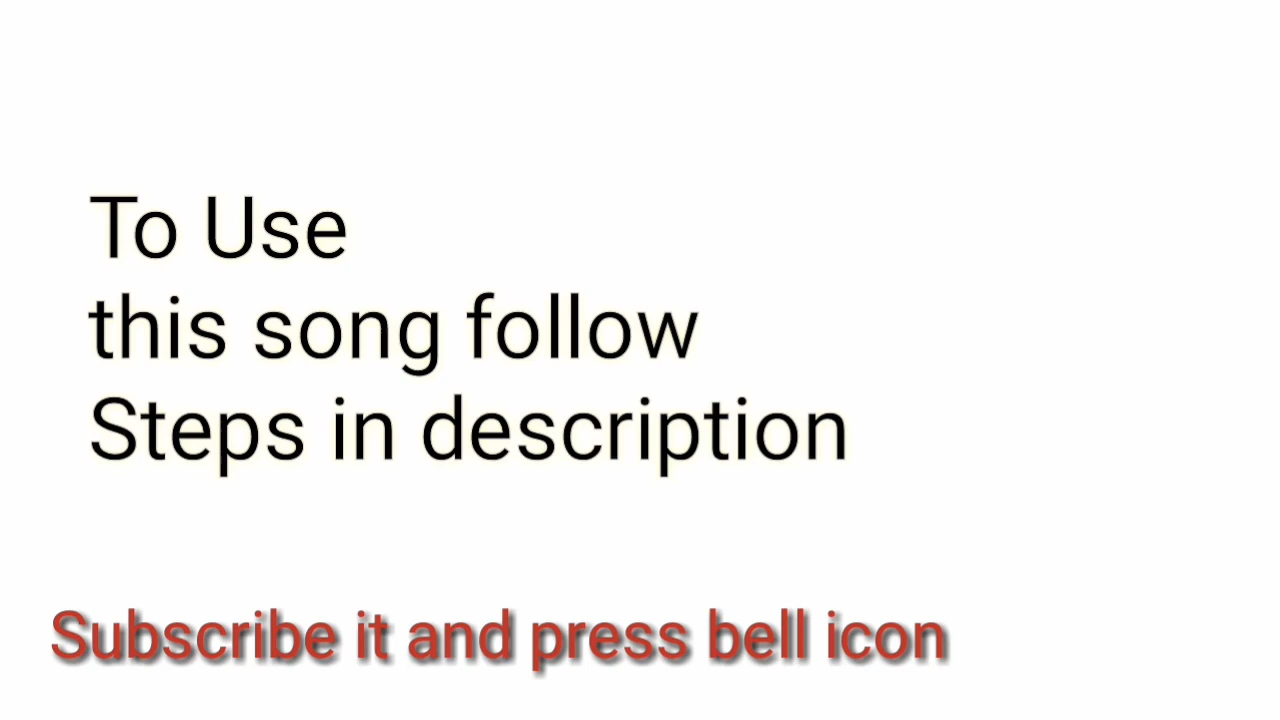 To Use
this song follow
Steps in description
Subscribe it and press bell icon